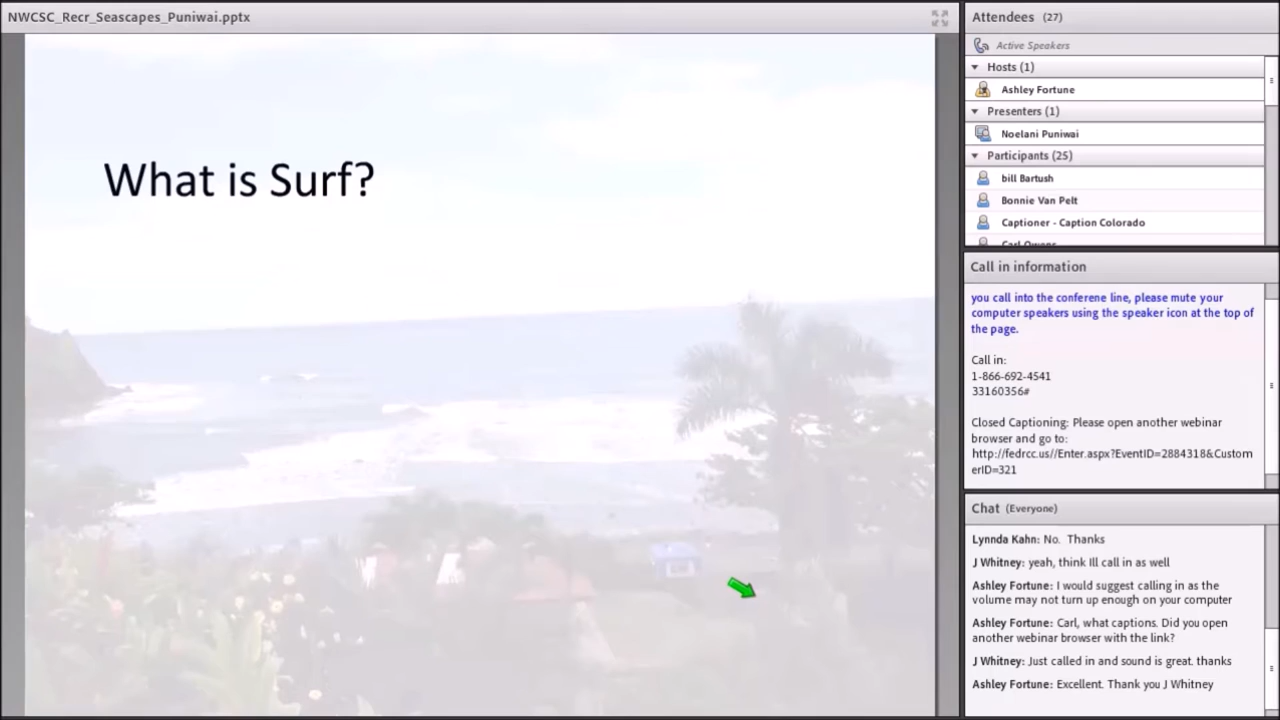 NWCSC_Recr_Seascapes_Puniwai.pptx
What is Surf?
Attendees (27)
Active Speakers
Hosts (1)
Ashley Fortune
Presenters (1)
Noelani Puniwai
Participants (25)
bill Bartush
Bonnie Van Pelt
Captioner - Caption Colorado
Carl Owens
Call in information
you call into the conferene line, please mute your
computer speakers using the speaker icon at the top of
the page.
Call in:
1-866-692-4541
33160356#
Closed Captioning: Please open another webinar
browser and go to:
http://fedrcc.us//Enter.aspx?EventID=2884318&Custom
erID=321
Chat (Everyone)
Lynnda Kahn: No. Thanks
J Whitney: yeah, think Ill call in as well
Ashley Fortune: I would suggest calling in as the
volume may not turn up enough on your computer
Ashley Fortune: Carl, what captions. Did you open
another webinar browser with the link?
J Whitney: Just called in and sound is great. thanks
Ashley Fortune: Excellent. Thank you J Whitney